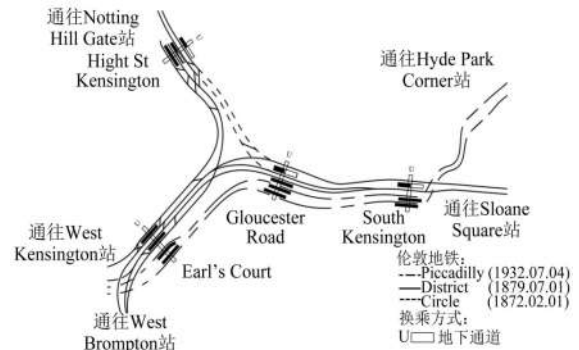 通往Notting
Hill Gate站
Hight St
Kensington
通往Hyde Park
Corner站
U
U
U
Gloucester
Road
South
Kensington
通往Sloane
Square站
通往West
Kensington站
Earl's Court
通往West
Brompton站
伦敦地铁:
Piccadilly (1932.07.04)
District (1879.07.01)
Circle (1872.02.01)
换乘方式:
U 地下通道